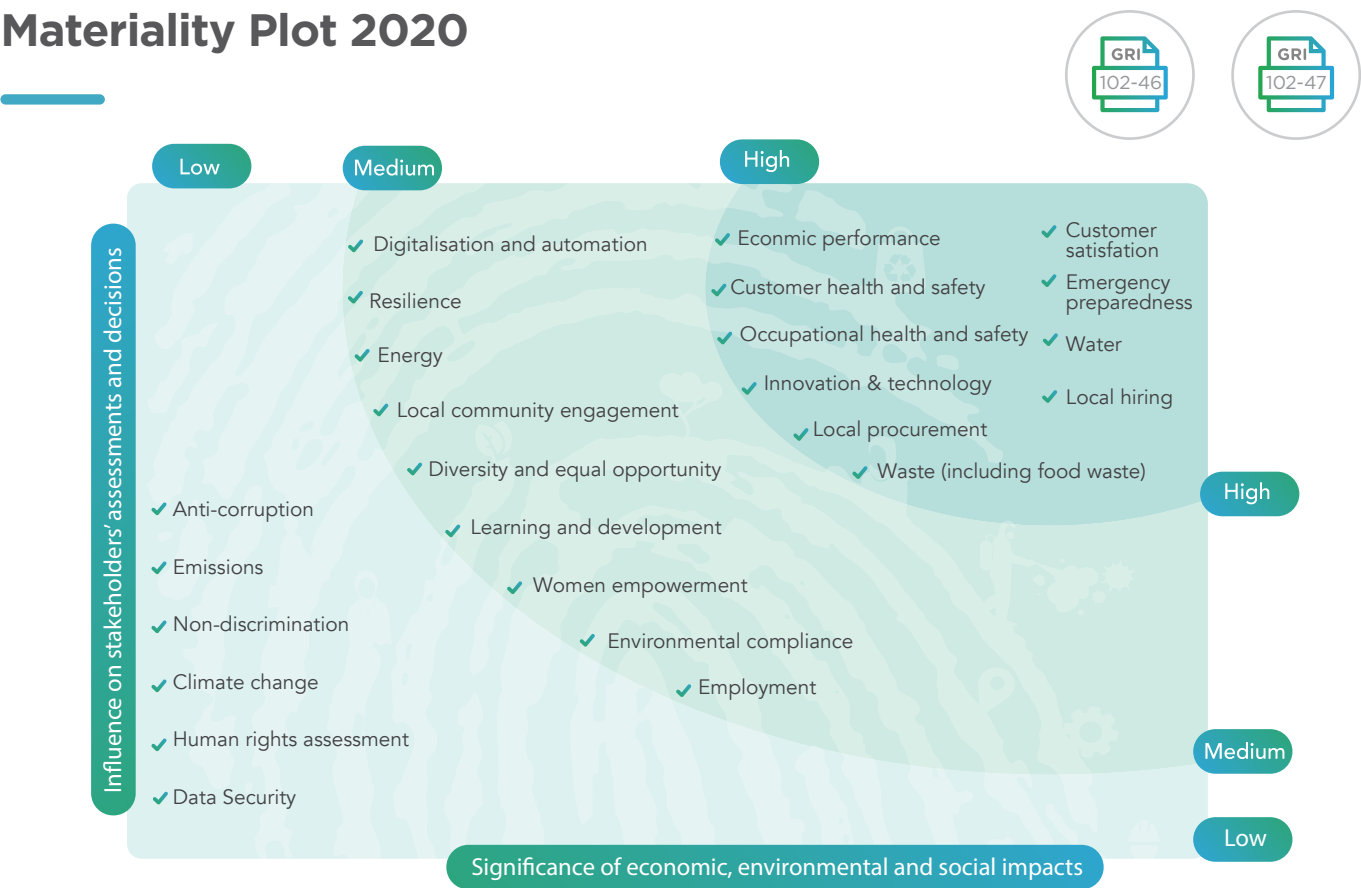 Materiality Plot 2020
GRI
102-46
GRI
102-47
Low
Medium
High
Influence on stakeholders' assessments and decisions
Digitalisation and automation
Resilience
Energy
Local community engagement
Diversity and equal opportunity
Learning and development
Women empowerment
Environmental compliance
Employment
Econmic performance
Customer health and safety
Occupational health and safety
Innovation & technology
Local procurement
Waste (including food waste)
Customer
satisfation
Emergency
preparedness
Water
Local hiring
Anti-corruption
Emissions
Non-discrimination
Climate change
Human rights assessment
Data Security
High
Medium
Low
Significance of economic, environmental and social impacts